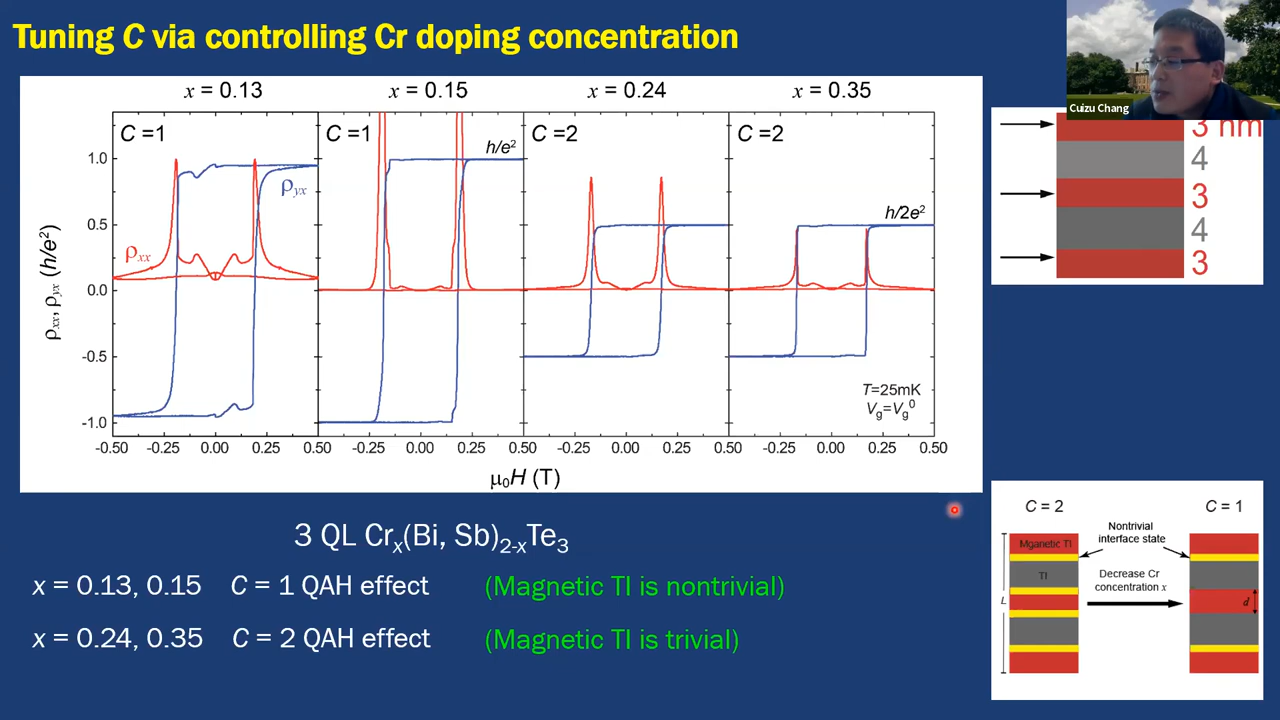 Tuning C via controlling Cr doping concentration
Cuizu Chang
x = 0.13
x = 0.15
x = 0.24
x = 0.35
C =1
C =1
C =2
C =2
h/e²
h/2e²
ρyx
ρxx
ρxx, ρyx (h/e²)
1.0
0.5
0.0
-0.5
-1.0
T=25mK
Vg=Vg⁰
-0.50 -0.25 0.00 0.25 0.50 -0.25 0.00 0.25 0.50 -0.25 0.00 0.25 0.50 -0.25 0.00 0.25 0.50
μ₀H (T)
3 nm
4
3
4
3
3 QL Crₓ(Bi, Sb)₂₋ₓTe₃
x = 0.13, 0.15 C = 1 QAH effect (Magnetic TI is nontrivial)
x = 0.24, 0.35 C = 2 QAH effect (Magnetic TI is trivial)
C = 2
C = 1
Nontrivial
interface state
Mganetic TI
TI
L
Decrease Cr
concentration x
d